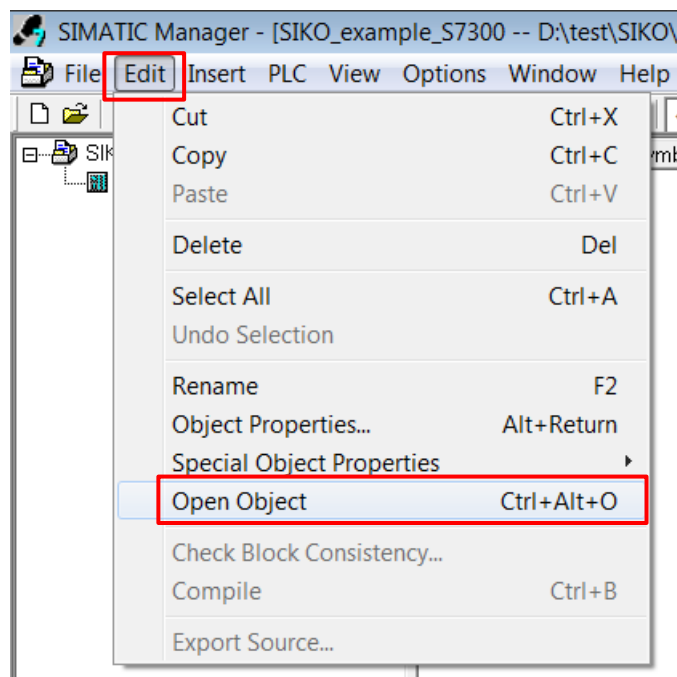 SIMATIC Manager - [SIKO_example_S7300 -- D:\test\SIKO\
File Edit Insert PLC View Options Window Help
Cut Ctrl+X
Copy Ctrl+C
Paste Ctrl+V
Delete Del
Select All Ctrl+A
Undo Selection
Rename F2
Object Properties... Alt+Return
Special Object Properties
Open Object Ctrl+Alt+O
Check Block Consistency...
Compile Ctrl+B
Export Source...